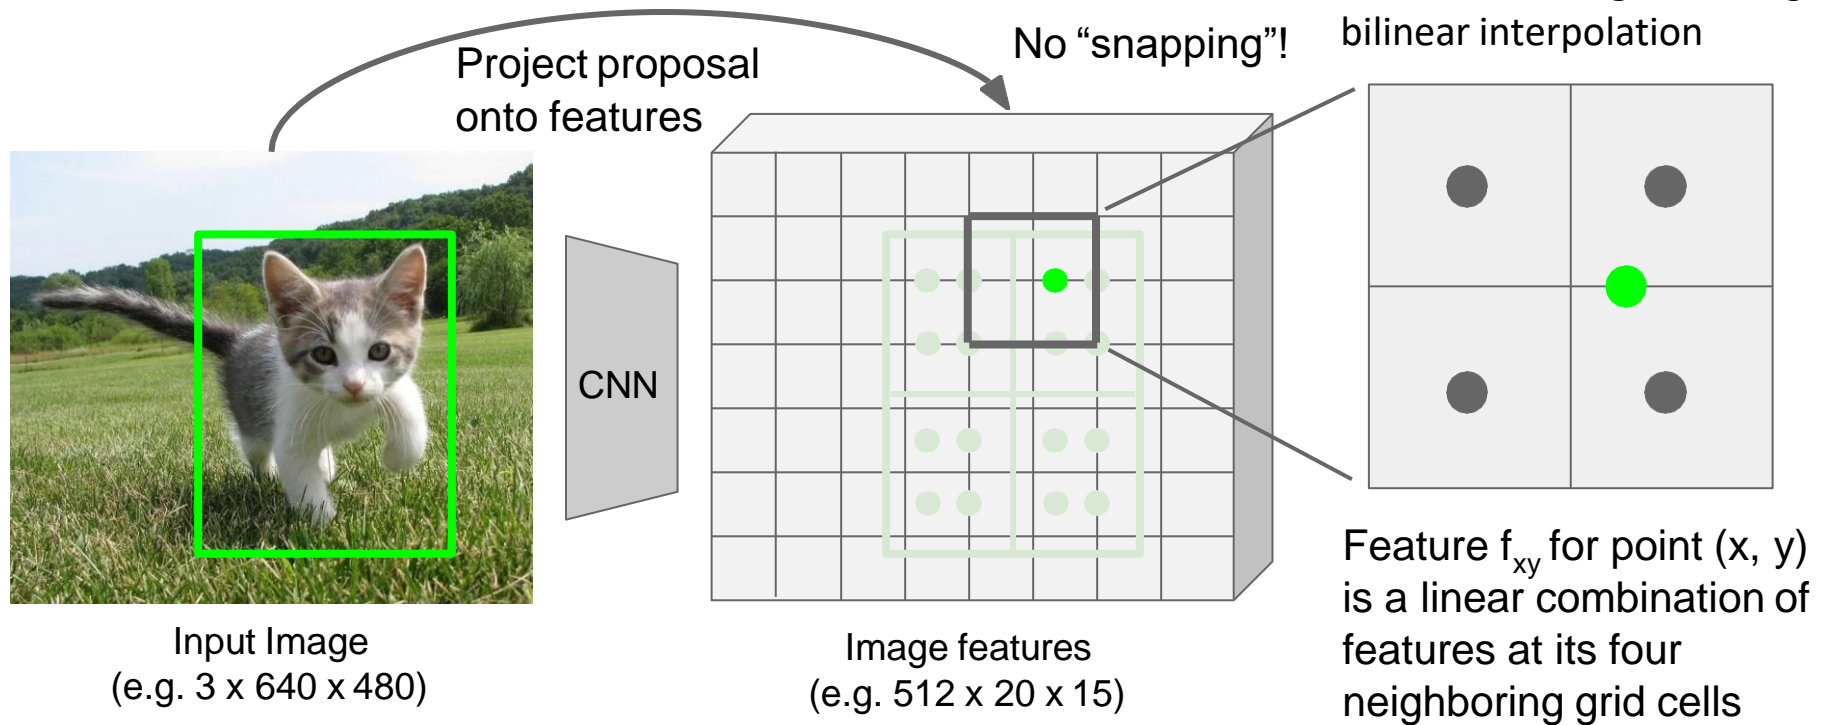 Project proposal
onto features
No “snapping”!
bilinear interpolation
CNN
Input Image
(e.g. 3 x 640 x 480)
Image features
(e.g. 512 x 20 x 15)
Feature fxy for point (x, y)
is a linear combination of
features at its four
neighboring grid cells